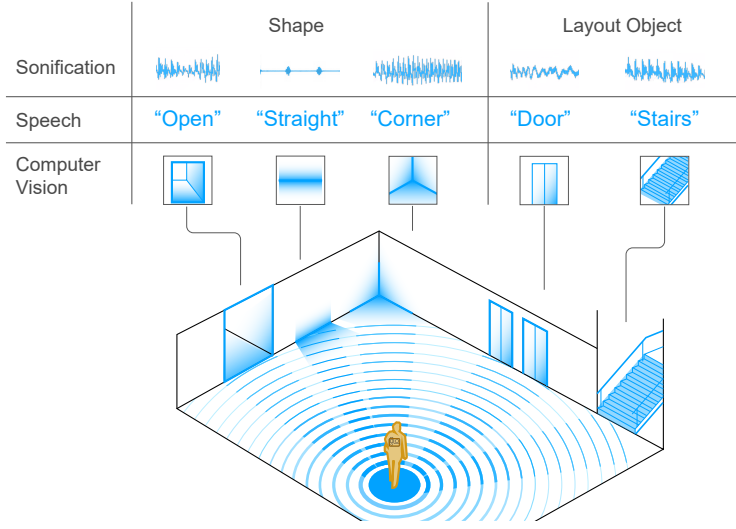 Shape
Layout Object
Sonification
Speech
“Open”
“Straight”
“Corner”
“Door”
“Stairs”
Computer
Vision